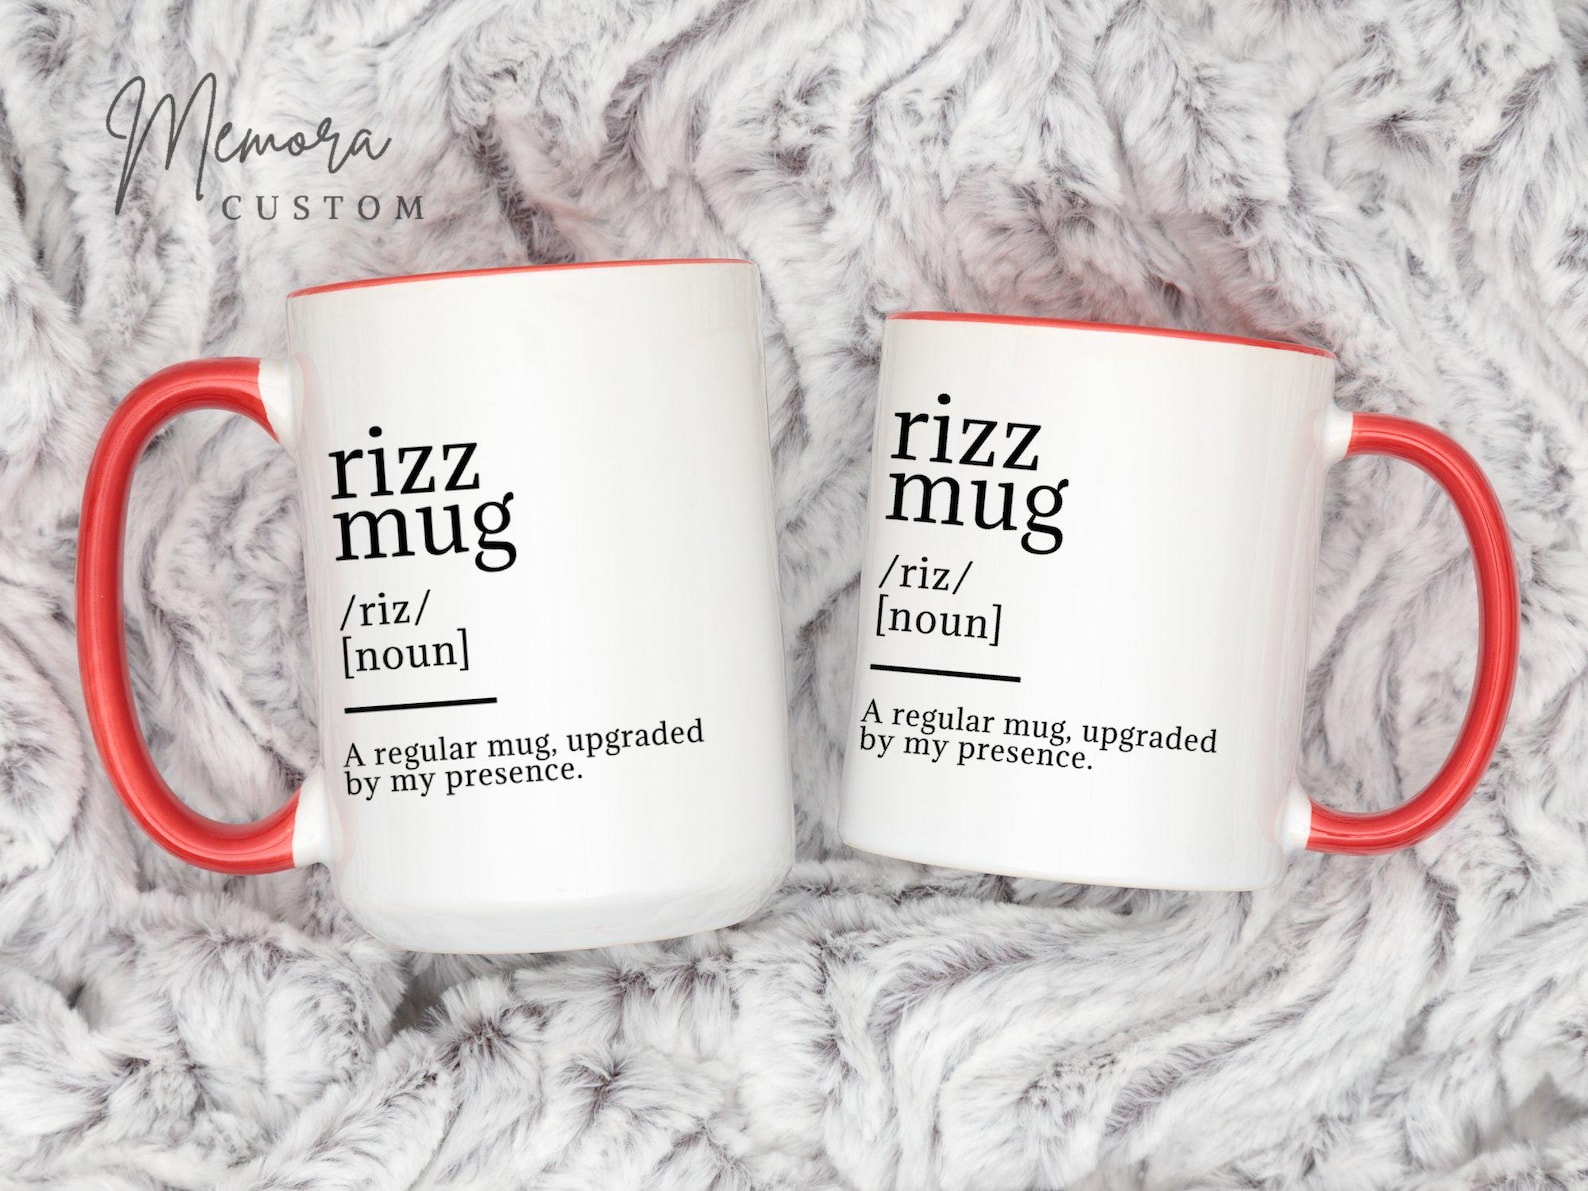 Memora
CUSTOM
rizz
mug
/riz/
[noun]
A regular mug, upgraded
by my presence.
rizz
mug
/riz/
[noun]
A regular mug, upgraded
by my presence.